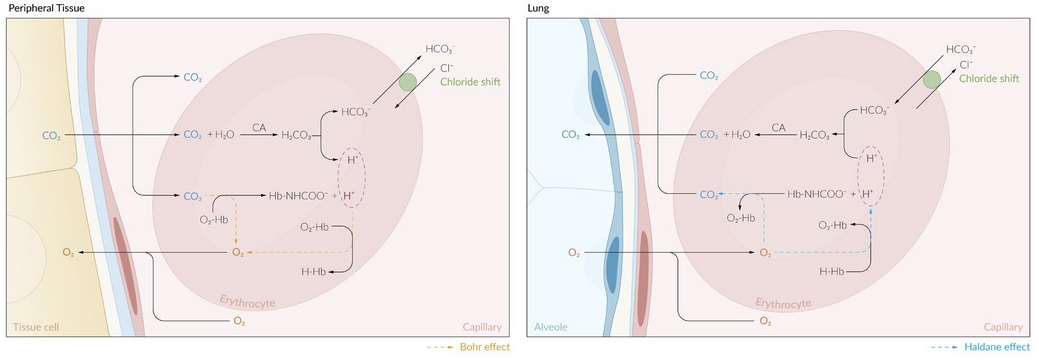 Peripheral Tissue
HCO₃⁻
Cl⁻
Chloride shift
CO₂
HCO₃⁻
CO₂ CO₂ + H₂O CA H₂CO₃
H⁺
CO₂ Hb-NHCOO⁻ + H⁺
O₂-Hb
O₂-Hb
O₂ O₂
H-Hb
Erythrocyte
O₂
Tissue cell Capillary
Bohr effect
Lung
HCO₃⁻
Cl⁻
Chloride shift
CO₂
HCO₃⁻
CO₂ CO₂ + H₂O CA H₂CO₃
H⁺
CO₂ Hb-NHCOO⁻ + H⁺
O₂-Hb
O₂-Hb
O₂ O₂
H-Hb
Erythrocyte
O₂
Alveole Capillary
Haldane effect